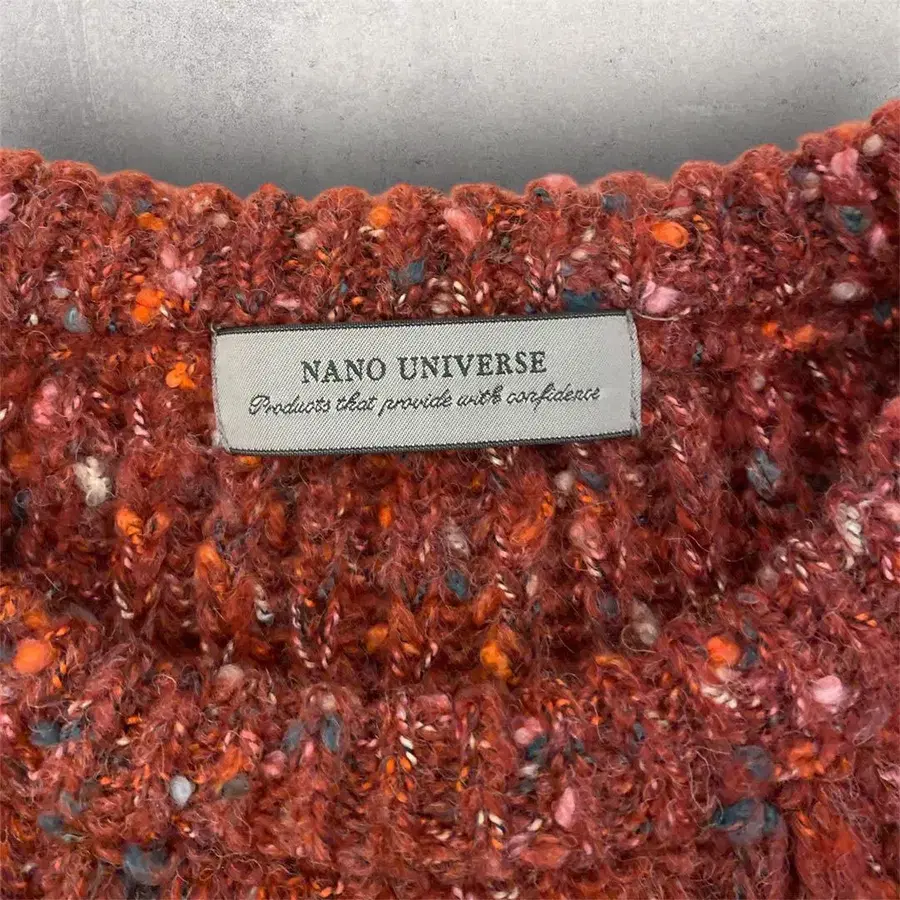 NANO UNIVERSE
Products that provide with confidence